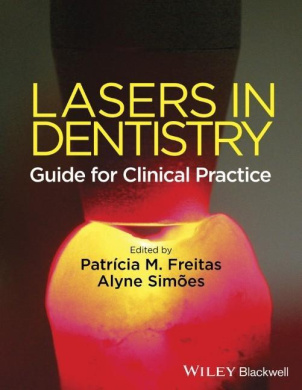 LASERS IN
DENTISTRY
Guide for Clinical Practice
Edited by
Patrícia M. Freitas
Alyne Simões
WILEY Blackwell